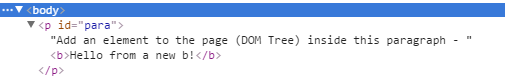 ··· ▼ <body>
▼ <p id="para">
"Add an element to the page (DOM Tree) inside this paragraph - "
<b>Hello from a new b!</b>
</p>